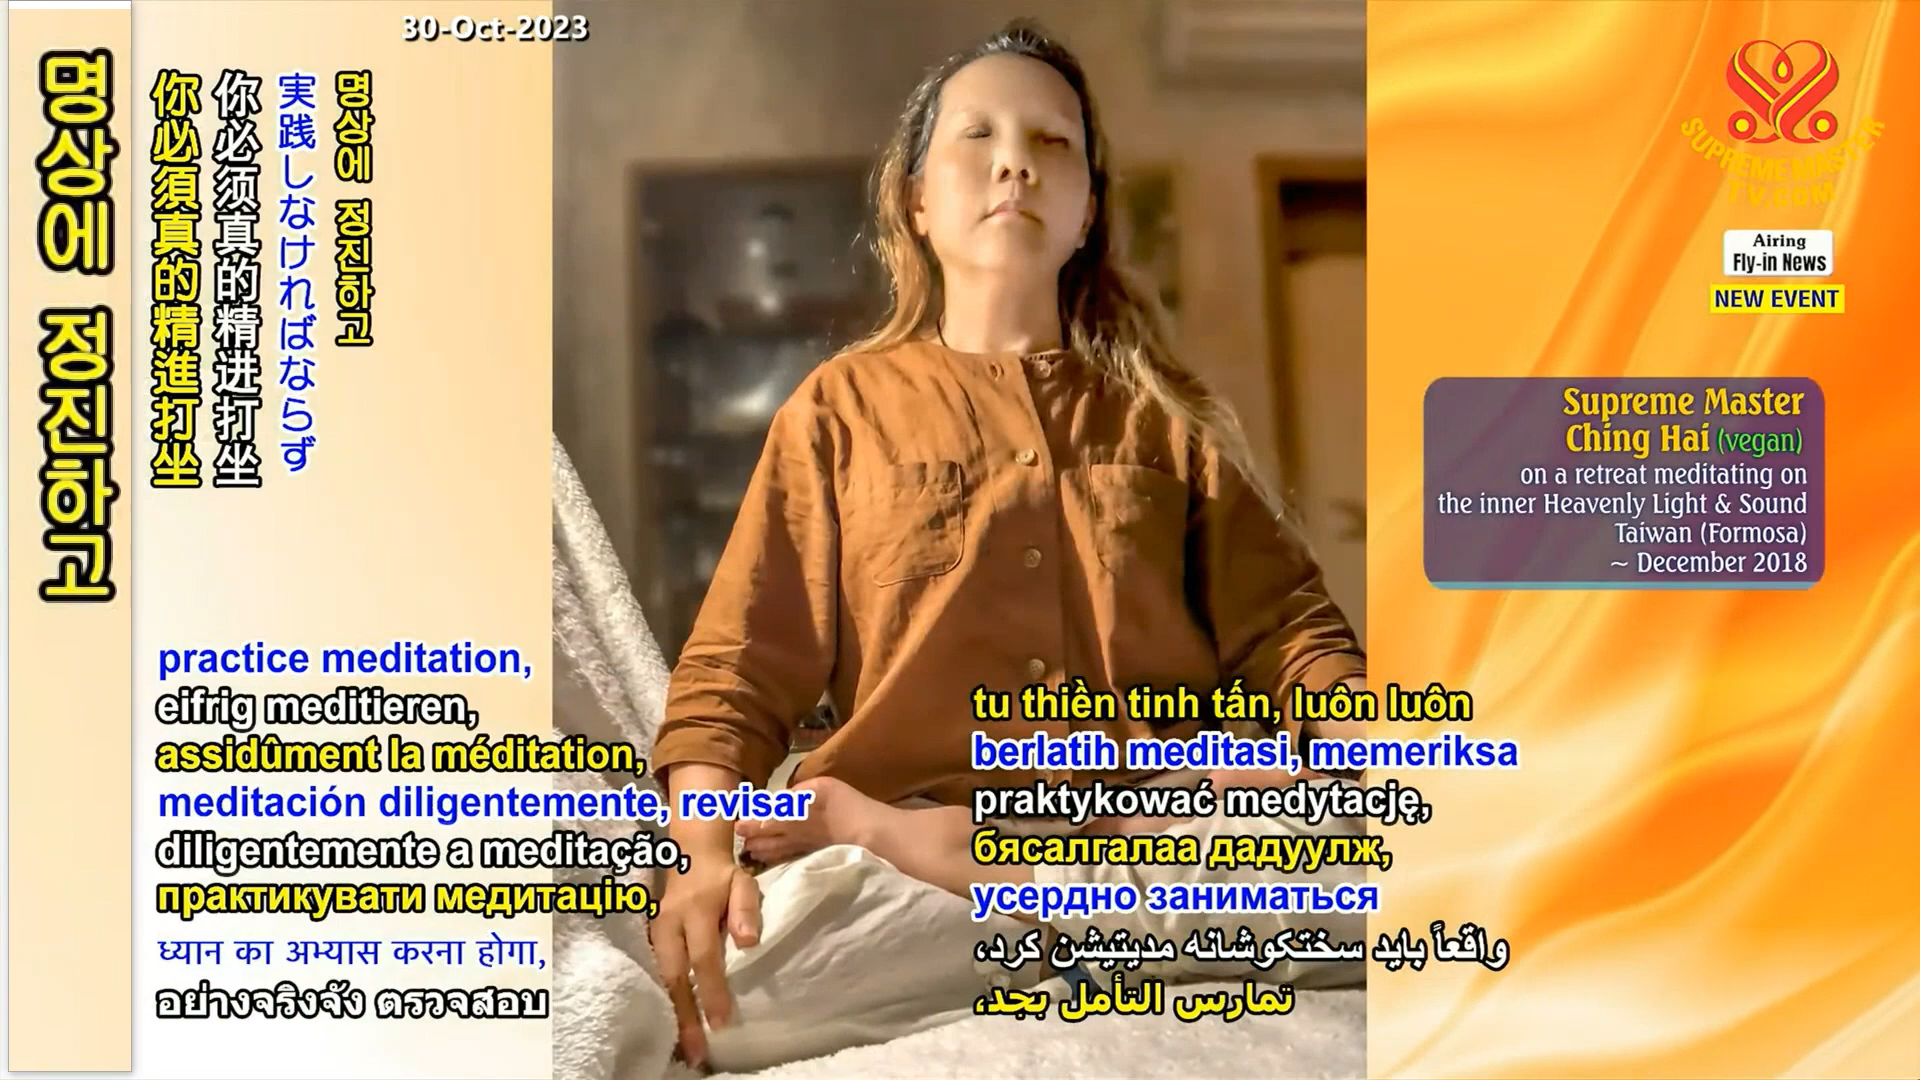 30-Oct-2023
명상에 정진하고
你必須真的精進打坐
你必须真的精进打坐
実践しなければならず
명상에 정진하고
SUPREME MASTER
TV.COM
Airing
Fly-in News
NEW EVENT
Supreme Master
Ching Hai (vegan)
on a retreat meditating on
the inner Heavenly Light & Sound
Taiwan (Formosa)
~ December 2018
practice meditation,
eifrig meditieren,
assidûment la méditation,
meditación diligentemente, revisar
diligentemente a meditação,
практикувати медитацію,
ध्यान का अभ्यास करना होगा,
อย่างจริงจัง ตรวจสอบ
tu thiền tinh tấn, luôn luôn
berlatih meditasi, memeriksa
praktykować medytację,
бясалгалаа дадуулж,
усердно заниматься
واقعاً باید سختکوشانه مدیتیشن کرد،
تمارس التأمل بجد،